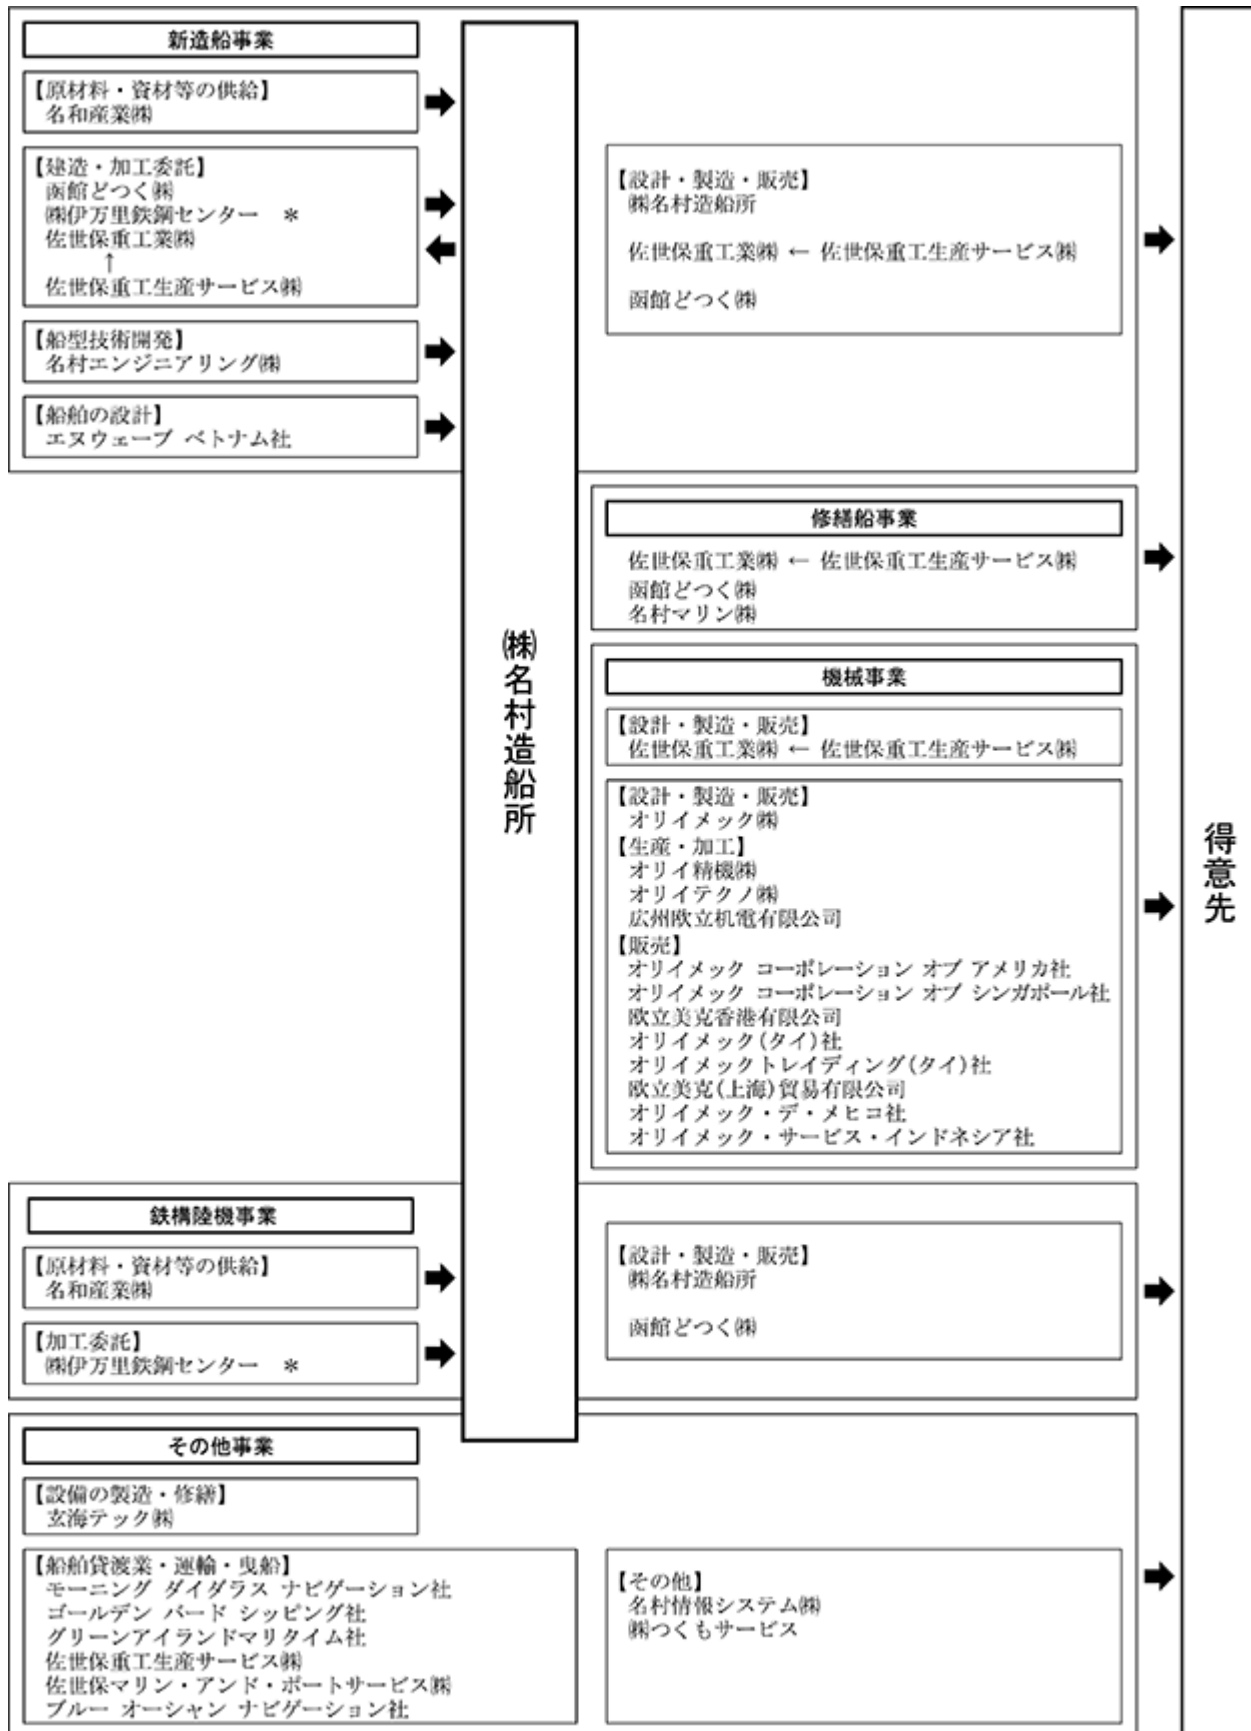 新造船事業
【原材料・資材等の供給】
名和産業㈱
【建造・加工委託】
函館どつく㈱
㈱伊万里鉄鋼センター ＊
佐世保重工業㈱
↑
佐世保重工生産サービス㈱
【船型技術開発】
名村エンジニアリング㈱
【船舶の設計】
エヌウェーブ ベトナム社
㈱名村造船所
【設計・製造・販売】
㈱名村造船所
佐世保重工業㈱ ← 佐世保重工生産サービス㈱
函館どつく㈱
修繕船事業
佐世保重工業㈱ ← 佐世保重工生産サービス㈱
函館どつく㈱
名村マリン㈱
機械事業
【設計・製造・販売】
佐世保重工業㈱ ← 佐世保重工生産サービス㈱
【設計・製造・販売】
オリイメック㈱
【生産・加工】
オリイ精機㈱
オリイテクノ㈱
広州欧立机電有限公司
【販売】
オリイメック コーポレーション オブ アメリカ社
オリイメック コーポレーション オブ シンガポール社
欧立美克香港有限公司
オリイメック(タイ)社
オリイメックトレイディング(タイ)社
欧立美克(上海)貿易有限公司
オリイメック・デ・メヒコ社
オリイメック・サービス・インドネシア社
得意先
鉄構陸機事業
【原材料・資材等の供給】
名和産業㈱
【加工委託】
㈱伊万里鉄鋼センター ＊
【設計・製造・販売】
㈱名村造船所
函館どつく㈱
その他事業
【設備の製造・修繕】
玄海テック㈱
【船舶貸渡業・運輸・曳船】
モーニング ダイダラス ナビゲーション社
ゴールデン バード シッピング社
グリーンアイランドマリタイム社
佐世保重工生産サービス㈱
佐世保マリン・アンド・ポートサービス㈱
ブルー オーシャン ナビゲーション社
【その他】
名村情報システム㈱
㈱つくもサービス